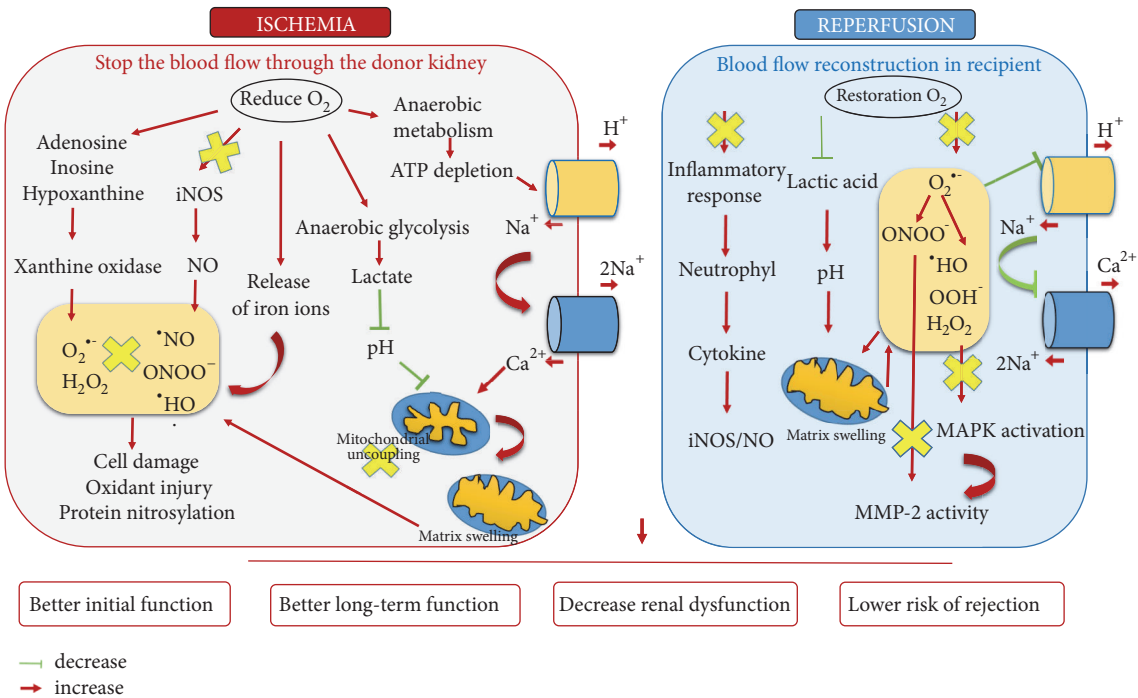 ISCHEMIA
Stop the blood flow through the donor kidney
Reduce O₂
Adenosine
Inosine
Hypoxanthine
Xanthine oxidase
iNOS
NO
Release
of iron ions
Anaerobic
metabolism
ATP depletion
Anaerobic glycolysis
Lactate
pH
H⁺
Na⁺
2Na⁺
Ca²⁺
O₂•⁻
H₂O₂
•NO
ONOO⁻
•HO
Cell damage
Oxidant injury
Protein nitrosylation
Mitochondrial
uncoupling
Matrix swelling
REPERFUSION
Blood flow reconstruction in recipient
Restoration O₂
Inflammatory
response
Neutrophyl
Cytokine
iNOS/NO
Lactic acid
pH
Matrix swelling
O₂•⁻
ONOO⁻
•HO
OOH⁻
H₂O₂
H⁺
Na⁺
Ca²⁺
2Na⁺
MAPK activation
MMP-2 activity
Better initial function
Better long-term function
Decrease renal dysfunction
Lower risk of rejection
decrease
increase